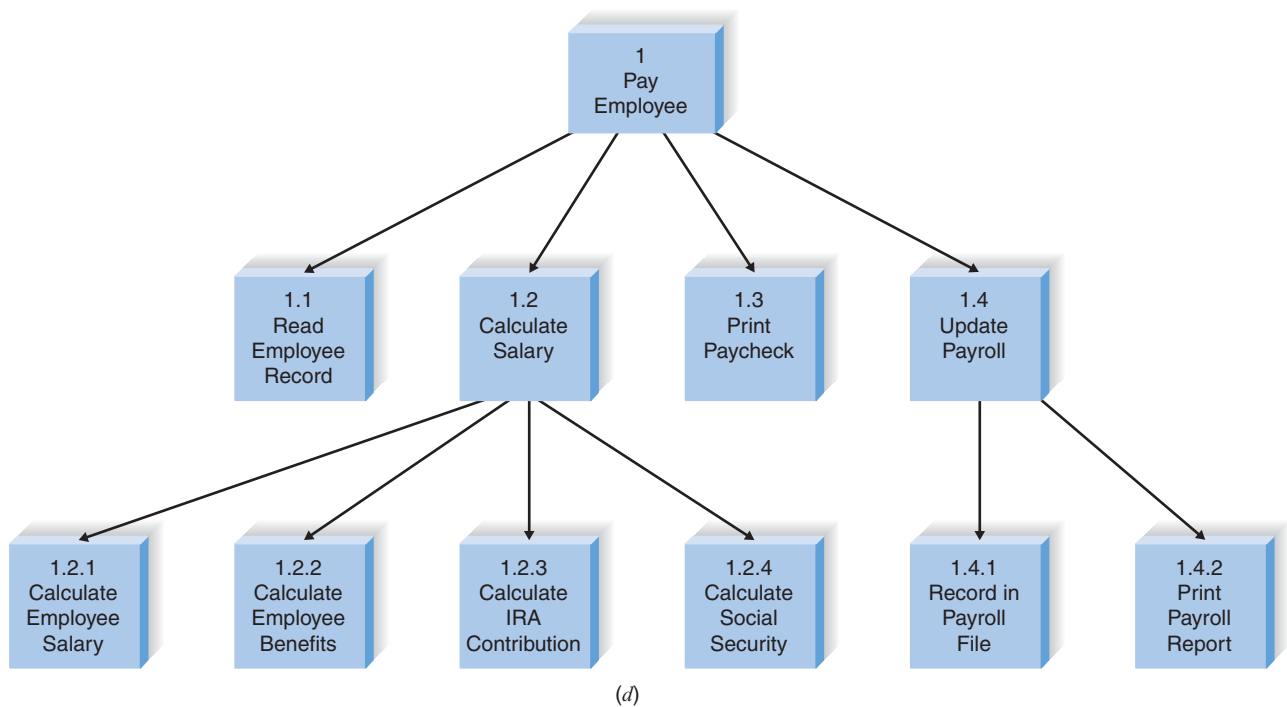 1
Pay
Employee
1.1
Read
Employee
Record
1.2
Calculate
Salary
1.3
Print
Paycheck
1.4
Update
Payroll
1.2.1
Calculate
Employee
Salary
1.2.2
Calculate
Employee
Benefits
1.2.3
Calculate
IRA
Contribution
1.2.4
Calculate
Social
Security
1.4.1
Record in
Payroll
File
1.4.2
Print
Payroll
Report
(d)